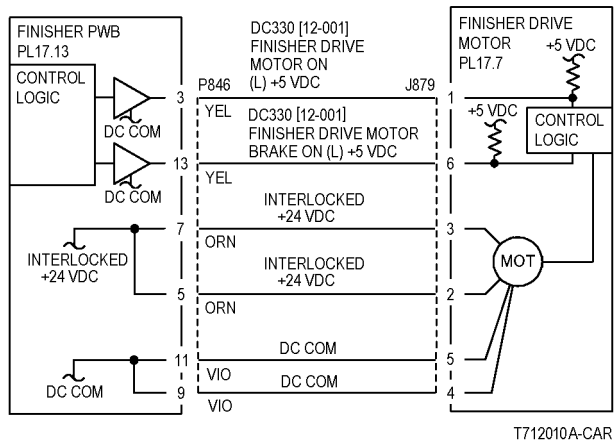 FINISHER PWB
PL17.13
CONTROL
LOGIC
DC COM
DC COM
INTERLOCKED
+24 VDC
DC COM
3
13
7
5
11
9
P846
J879
DC330 [12-001]
FINISHER DRIVE
MOTOR ON
(L) +5 VDC
YEL
DC330 [12-001]
FINISHER DRIVE MOTOR
BRAKE ON (L) +5 VDC
YEL
INTERLOCKED
+24 VDC
ORN
INTERLOCKED
+24 VDC
ORN
DC COM
VIO
DC COM
VIO
1
6
3
2
5
4
FINISHER DRIVE
MOTOR
PL17.7
+5 VDC
+5 VDC
CONTROL
LOGIC
MOT
T712010A-CAR